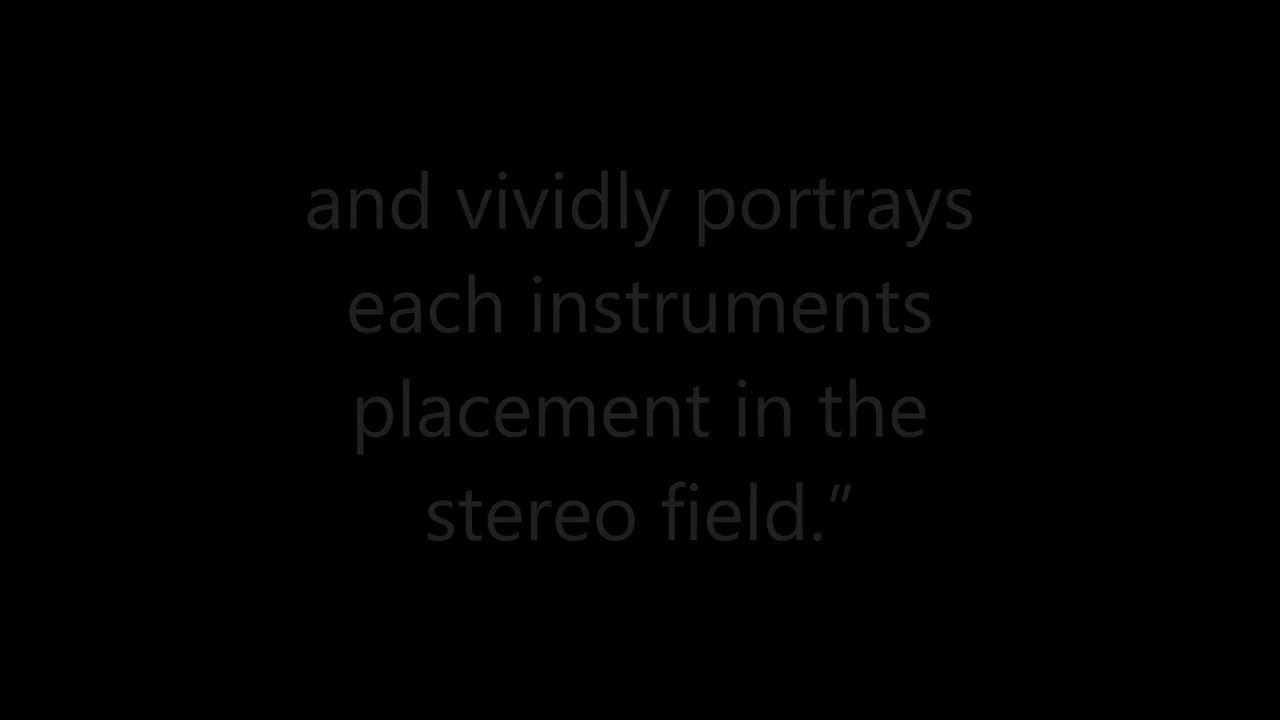 and vividly portrays
each instruments
placement in the
stereo field.”